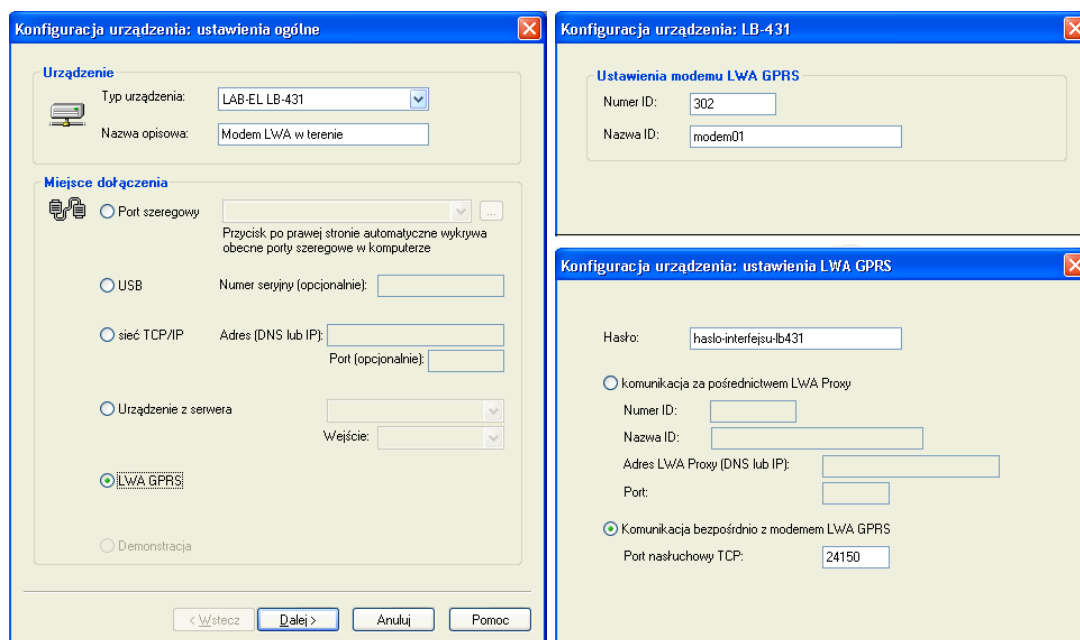 Konfiguracja urządzenia: ustawienia ogólne
Urządzenie
Typ urządzenia: LAB-EL LB-431
Nazwa opisowa: Modem LWA w terenie
Miejsce dołączenia
Port szeregowy ...
Przycisk po prawej stronie automatyczne wykrywa
obecne porty szeregowe w komputerze
USB Numer seryjny (opcjonalnie):
sieć TCP/IP Adres (DNS lub IP):
Port (opcjonalnie):
Urządzenie z serwera
Wejście:
LWA GPRS
Demonstracja
< Wstecz Dalej > Anuluj Pomoc
Konfiguracja urządzenia: LB-431
Ustawienia modemu LWA GPRS
Numer ID: 302
Nazwa ID: modem01
Konfiguracja urządzenia: ustawienia LWA GPRS
Hasło: haslo-interfejsu-lb431
komunikacja za pośrednictwem LWA Proxy
Numer ID:
Nazwa ID:
Adres LWA Proxy (DNS lub IP):
Port:
Komunikacja bezpośrdnio z modemem LWA GPRS
Port nasłuchowy TCP: 24150